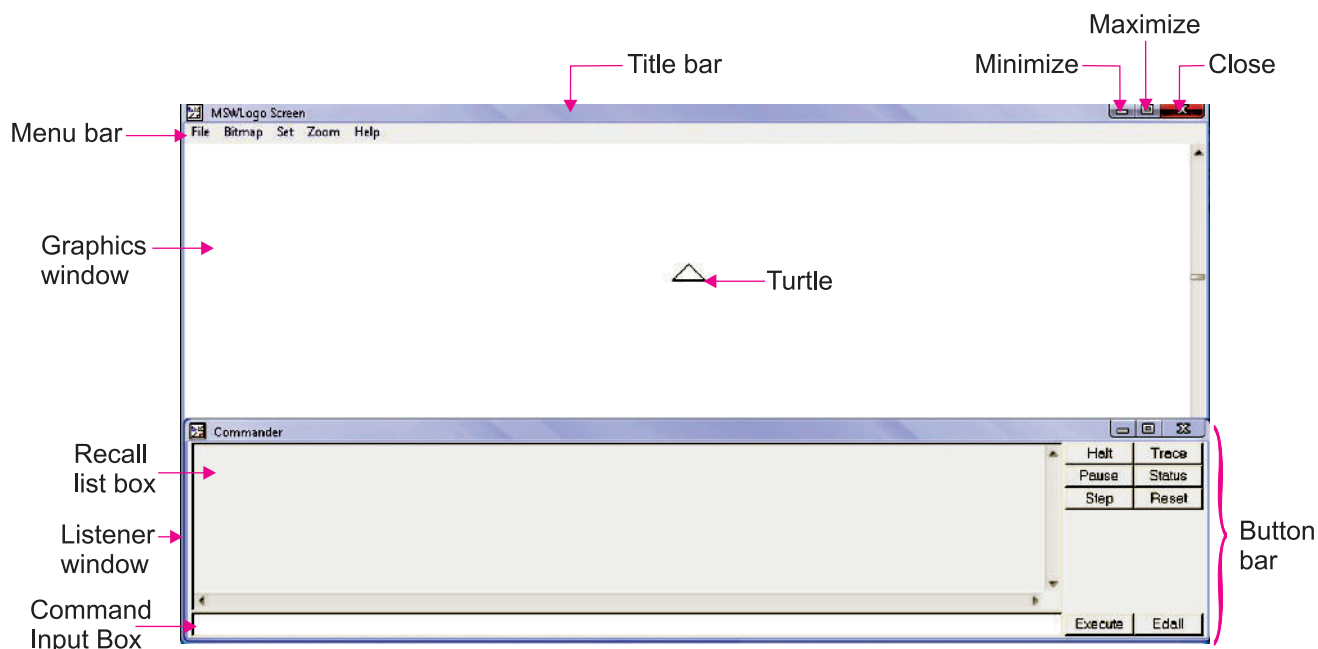 Maximize
Title bar
Minimize
Close
MSWLogo Screen
Menu bar
File Bitmap Set Zoom Help
Graphics
window
Turtle
Commander
Recall
list box
Halt Trace
Pause Status
Step Reset
Listener
window
Button
bar
Command
Input Box
Execute Edall